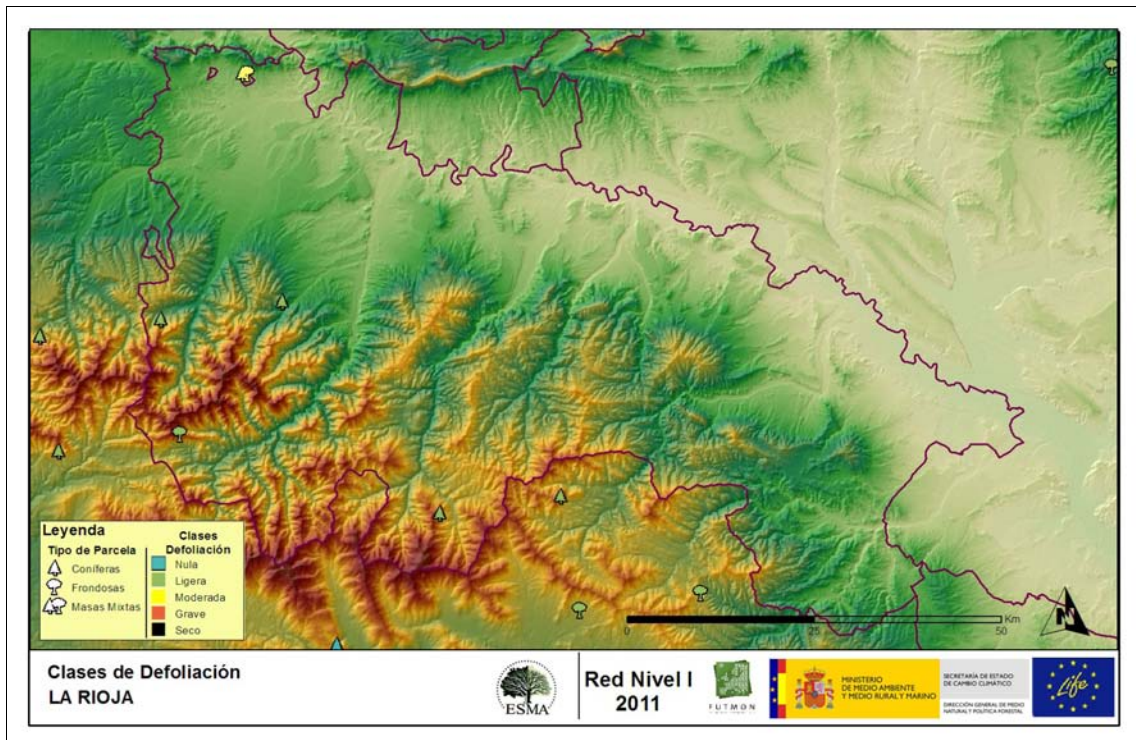 Leyenda
Tipo de Parcela
Coníferas
Frondosas
Masas Mixtas
Clases
Defoliación
Nula
Ligera
Moderada
Grave
Seco
0 25 50
Km
N
Clases de Defoliación
LA RIOJA
ESMA
Red Nivel I
2011
FUTMON
MINISTERIO
DE MEDIO AMBIENTE
Y MEDIO RURAL Y MARINO
SECRETARÍA DE ESTADO
DE CAMBIO CLIMÁTICO
DIRECCIÓN GENERAL DE MEDIO
NATURAL Y POLÍTICA FORESTAL
Life